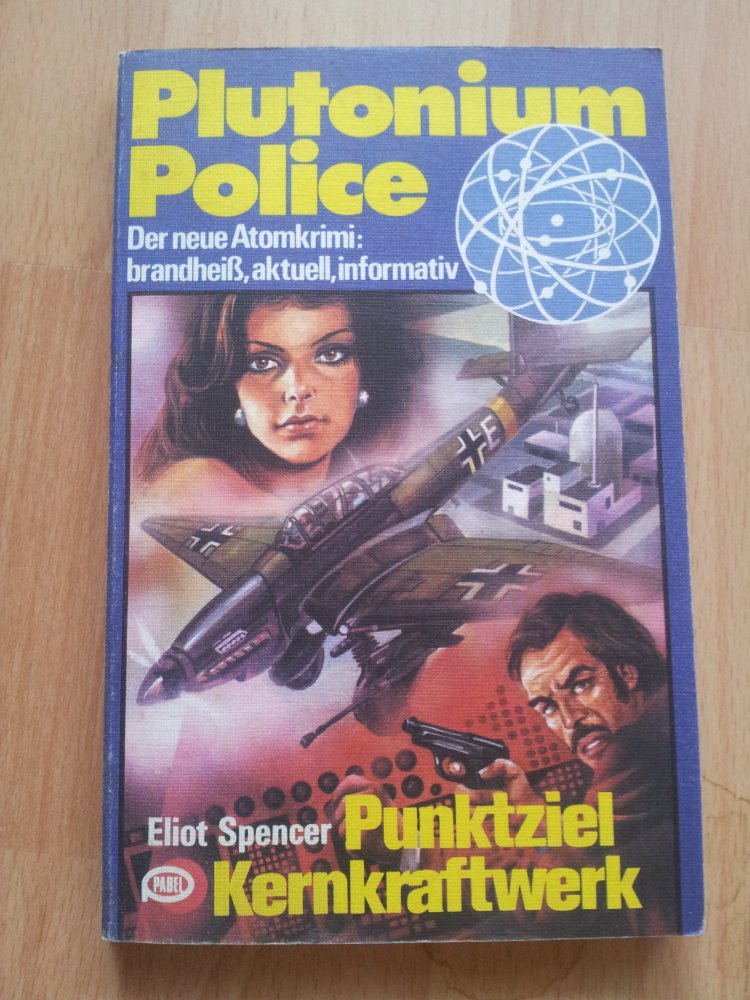 Plutonium
Police
Der neue Atomkrimi:
brandheiß, aktuell, informativ
E
Eliot Spencer Punktziel
PABEL Kernkraftwerk